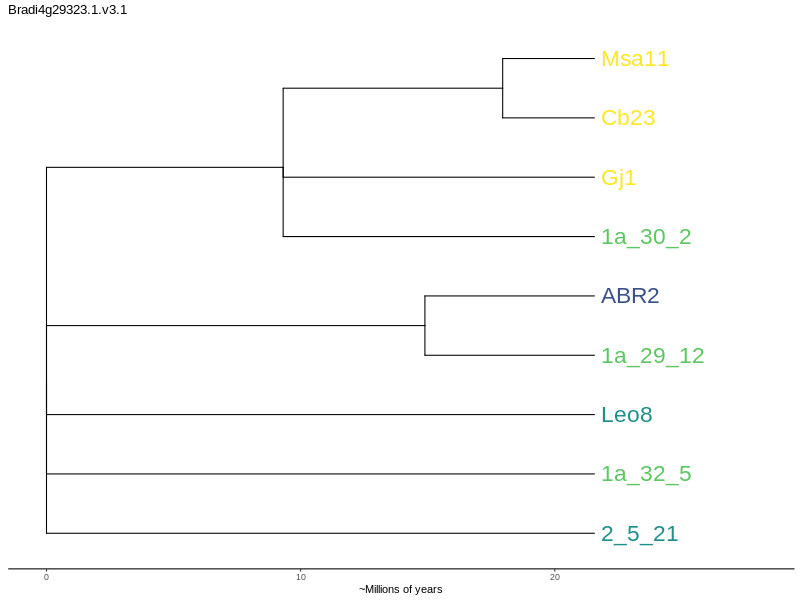 Bradi4g29323.1.v3.1
Msa11
Cb23
Gj1
1a_30_2
ABR2
1a_29_12
Leo8
1a_32_5
2_5_21
0 10 20
~Millions of years